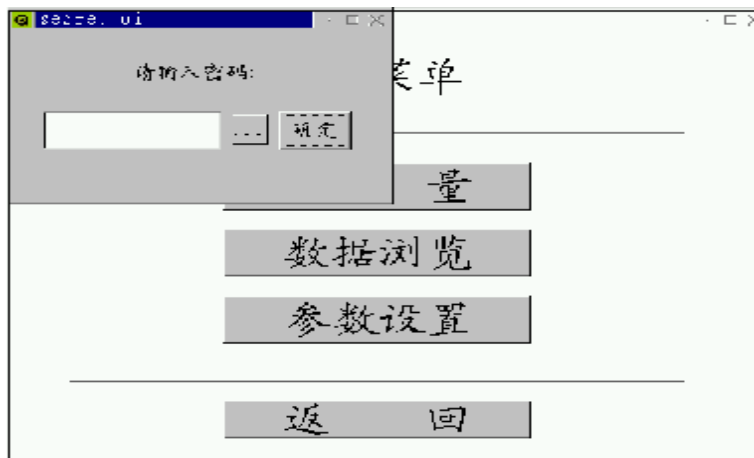 secre. ui
请输入密码:
... 确定
菜单
量
数据浏览
参数设置
返 回